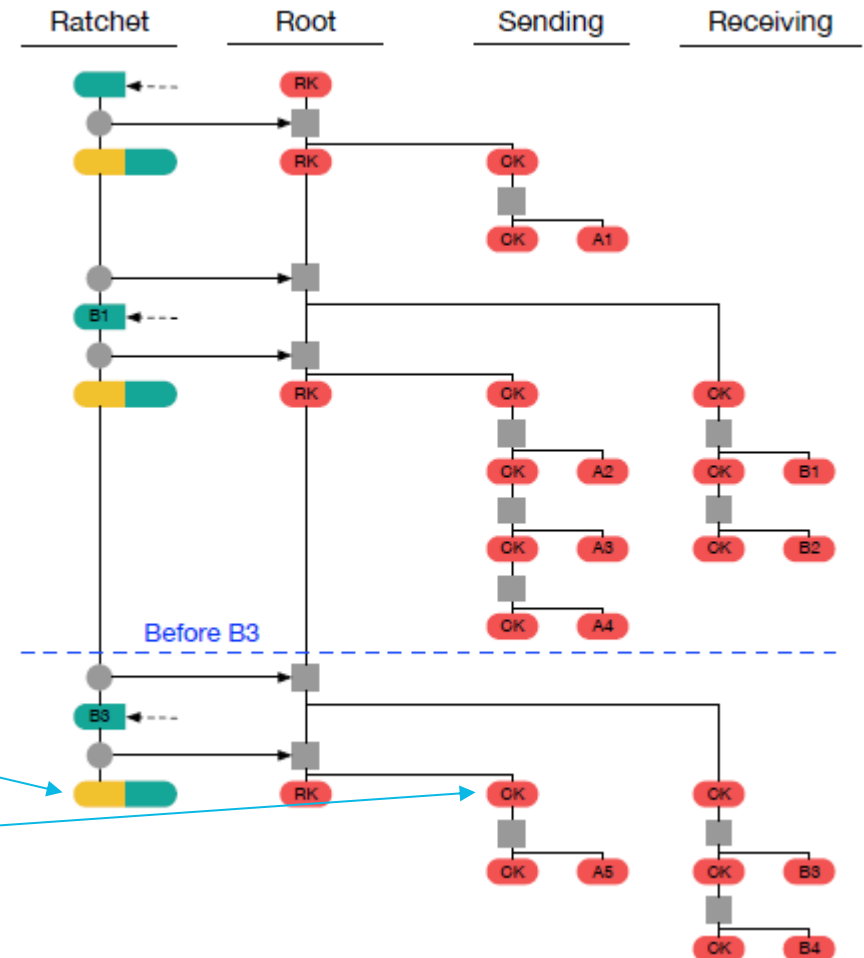 Ratchet Root Sending Receiving
RK
RK CK
CK A1
B1
RK CK CK
CK A2 CK B1
CK A3 CK B2
CK A4
Before B3
B3
RK CK CK
CK A5 CK B3
CK B4